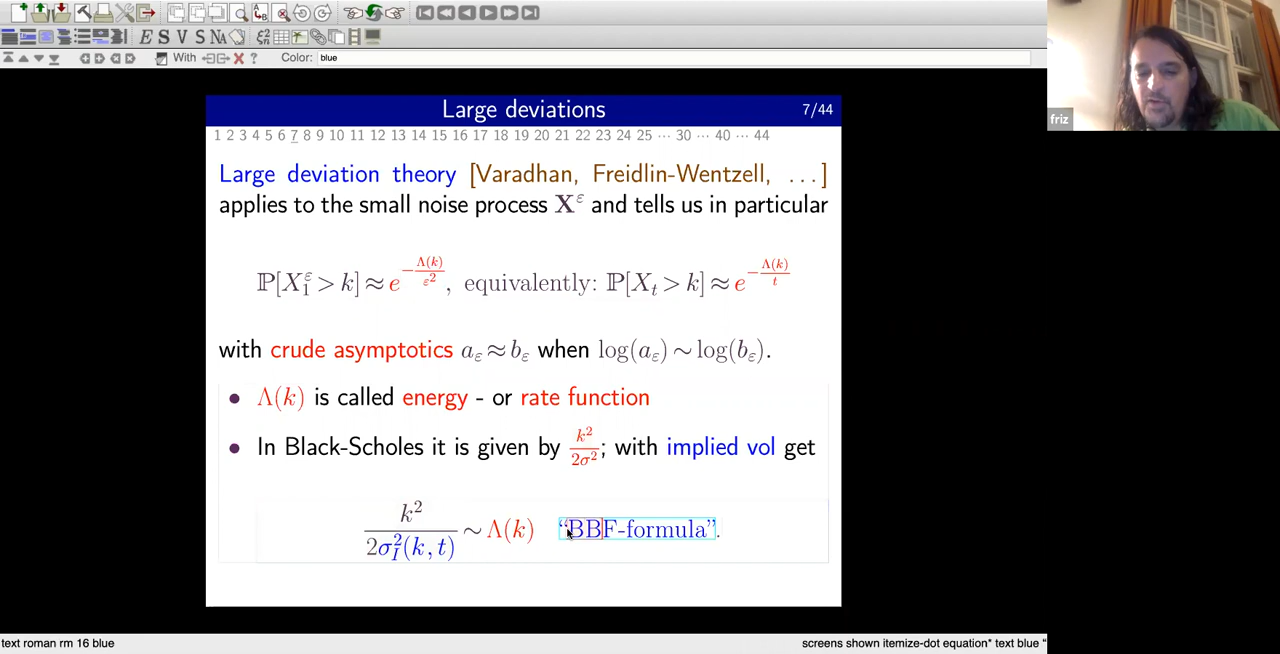 E S V S NA
With ? Color: blue
friz
Large deviations 7/44
1 2 3 4 5 6 7 8 9 10 11 12 13 14 15 16 17 18 19 20 21 22 23 24 25 ··· 30 ··· 40 ··· 44
Large deviation theory [Varadhan, Freidlin-Wentzell, …]
applies to the small noise process X^ε and tells us in particular
ℙ[X₁^ε > k] ≈ e^{−Λ(k)/ε²}, equivalently: ℙ[X_t > k] ≈ e^{−Λ(k)/t}
with crude asymptotics a_ε ≈ b_ε when log(a_ε) ∼ log(b_ε).
• Λ(k) is called energy - or rate function
• In Black-Scholes it is given by k²/2σ²; with implied vol get
k²/2σ_I²(k, t) ∼ Λ(k) “BBF-formula”.
text roman rm 16 blue
screens shown itemize-dot equation* text blue "